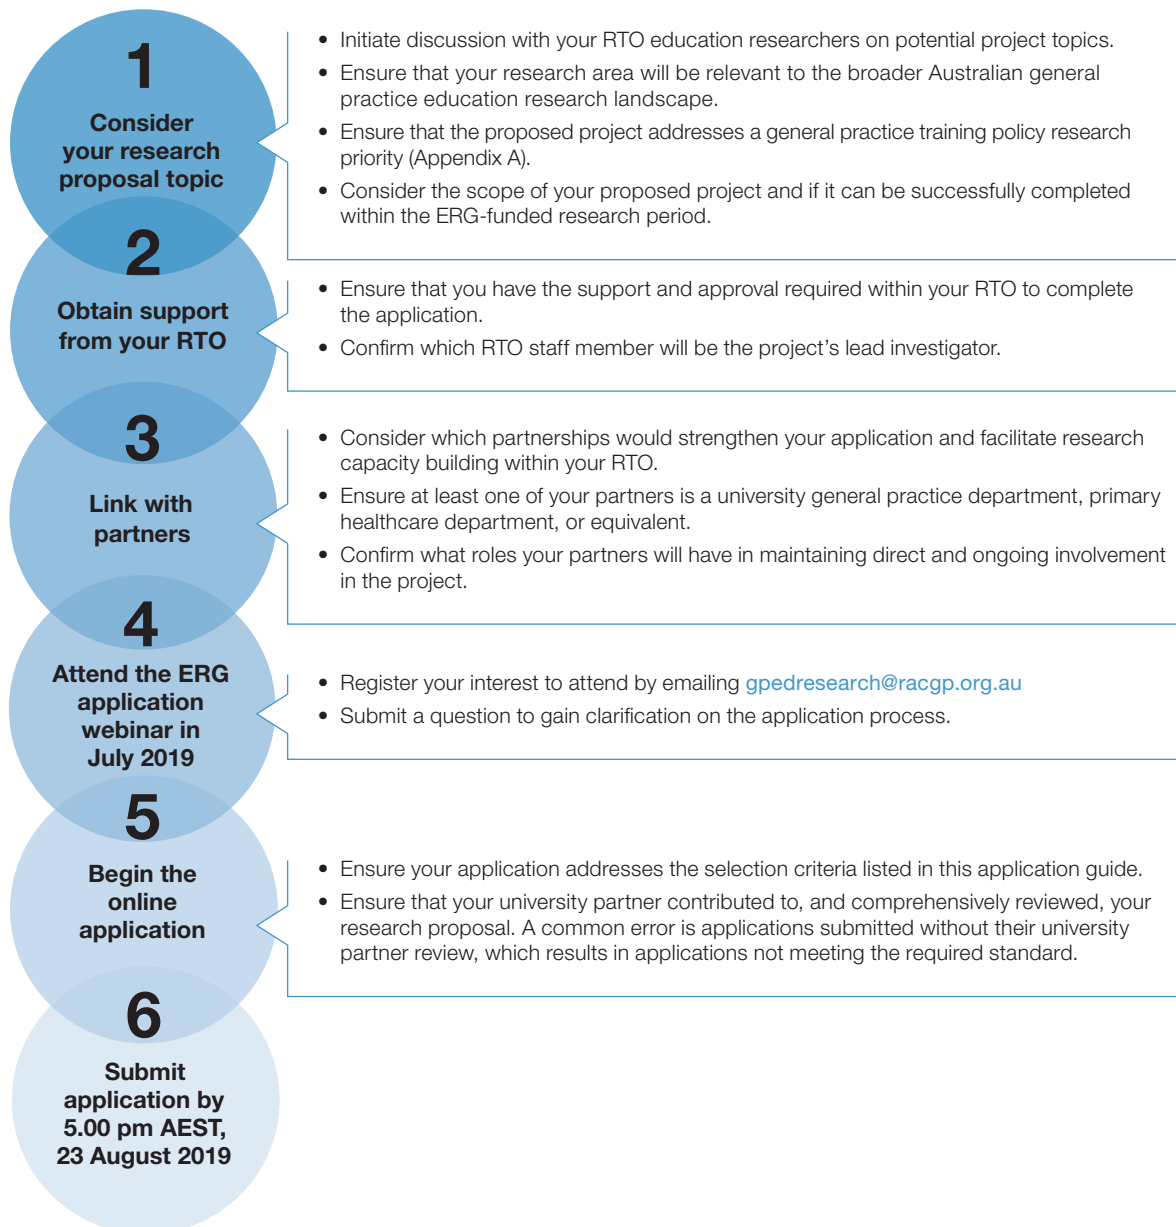 1
Consider
your research
proposal topic
• Initiate discussion with your RTO education researchers on potential project topics.
• Ensure that your research area will be relevant to the broader Australian general
practice education research landscape.
• Ensure that the proposed project addresses a general practice training policy research
priority (Appendix A).
• Consider the scope of your proposed project and if it can be successfully completed
within the ERG-funded research period.
2
Obtain support
from your RTO
• Ensure that you have the support and approval required within your RTO to complete
the application.
• Confirm which RTO staff member will be the project’s lead investigator.
3
Link with
partners
• Consider which partnerships would strengthen your application and facilitate research
capacity building within your RTO.
• Ensure at least one of your partners is a university general practice department, primary
healthcare department, or equivalent.
• Confirm what roles your partners will have in maintaining direct and ongoing involvement
in the project.
4
Attend the ERG
application
webinar in
July 2019
• Register your interest to attend by emailing gpedresearch@racgp.org.au
• Submit a question to gain clarification on the application process.
5
Begin the
online
application
• Ensure your application addresses the selection criteria listed in this application guide.
• Ensure that your university partner contributed to, and comprehensively reviewed, your
research proposal. A common error is applications submitted without their university
partner review, which results in applications not meeting the required standard.
6
Submit
application by
5.00 pm AEST,
23 August 2019